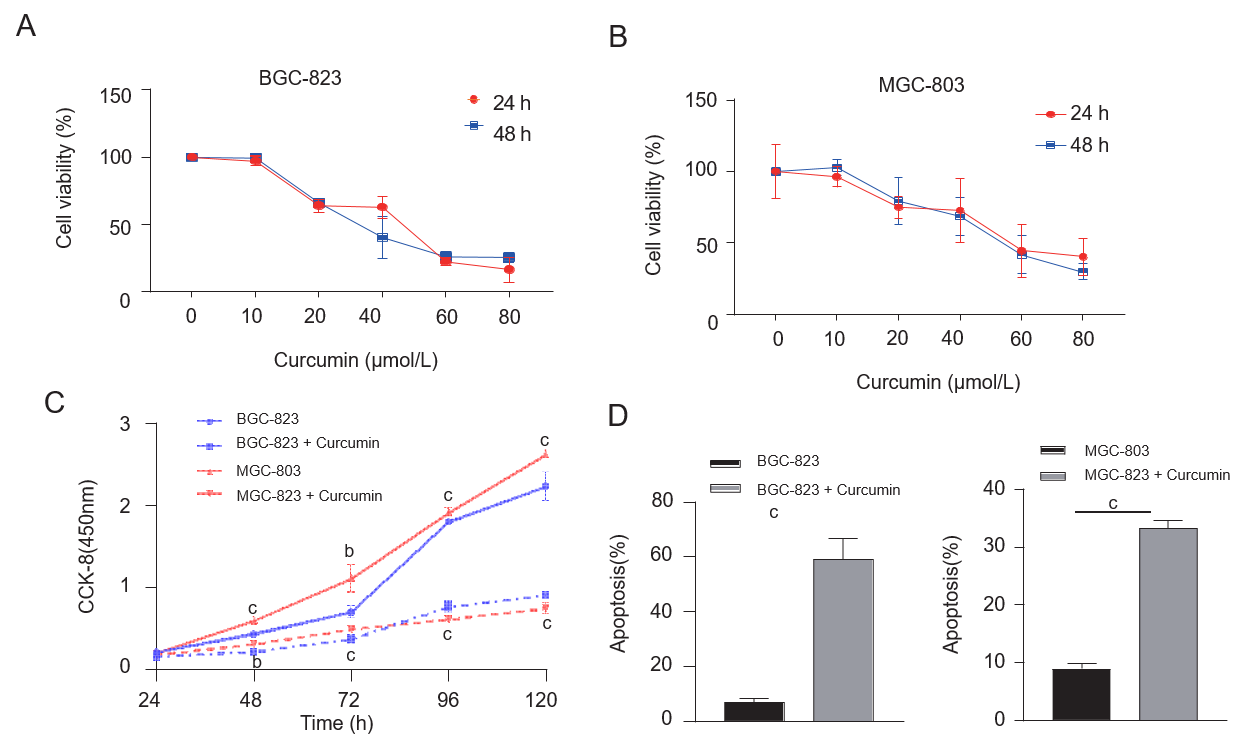 A
BGC-823
24 h
48 h
150
100
50
0
Cell viability (%)
0 10 20 40 60 80
Curcumin (µmol/L)
B
MGC-803
24 h
48 h
150
100
50
0
Cell viability (%)
0 10 20 40 60 80
Curcumin (µmol/L)
C
BGC-823
BGC-823 + Curcumin
MGC-803
MGC-823 + Curcumin
3
2
1
0
CCK-8(450nm)
c
c
b
c
b
c
c
c
24 48 72 96 120
Time (h)
D
BGC-823
BGC-823 + Curcumin
c
80
60
40
20
0
Apoptosis(%)
MGC-803
MGC-823 + Curcumin
c
40
30
20
10
0
Apoptosis(%)